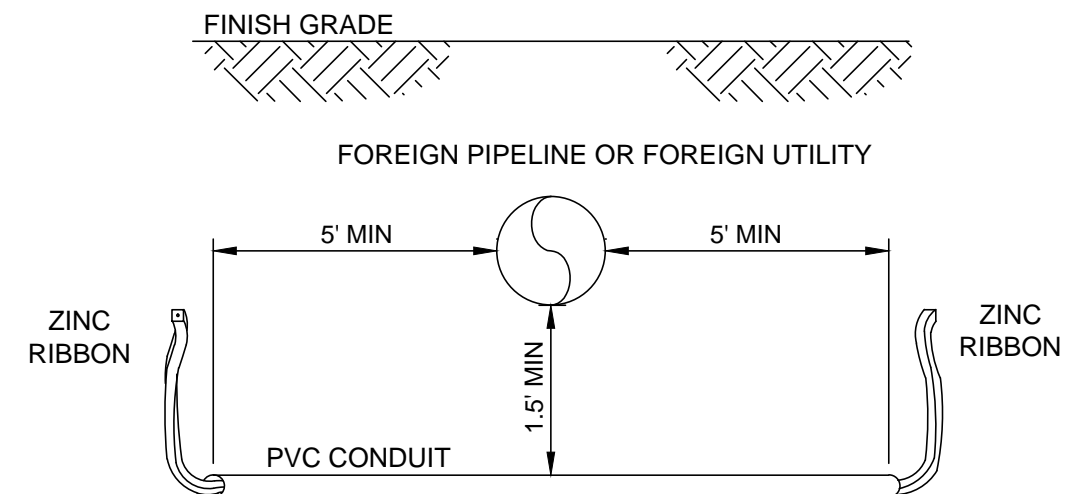 FINISH GRADE
FOREIGN PIPELINE OR FOREIGN UTILITY
5' MIN
5' MIN
ZINC
RIBBON
ZINC
RIBBON
1.5' MIN
PVC CONDUIT